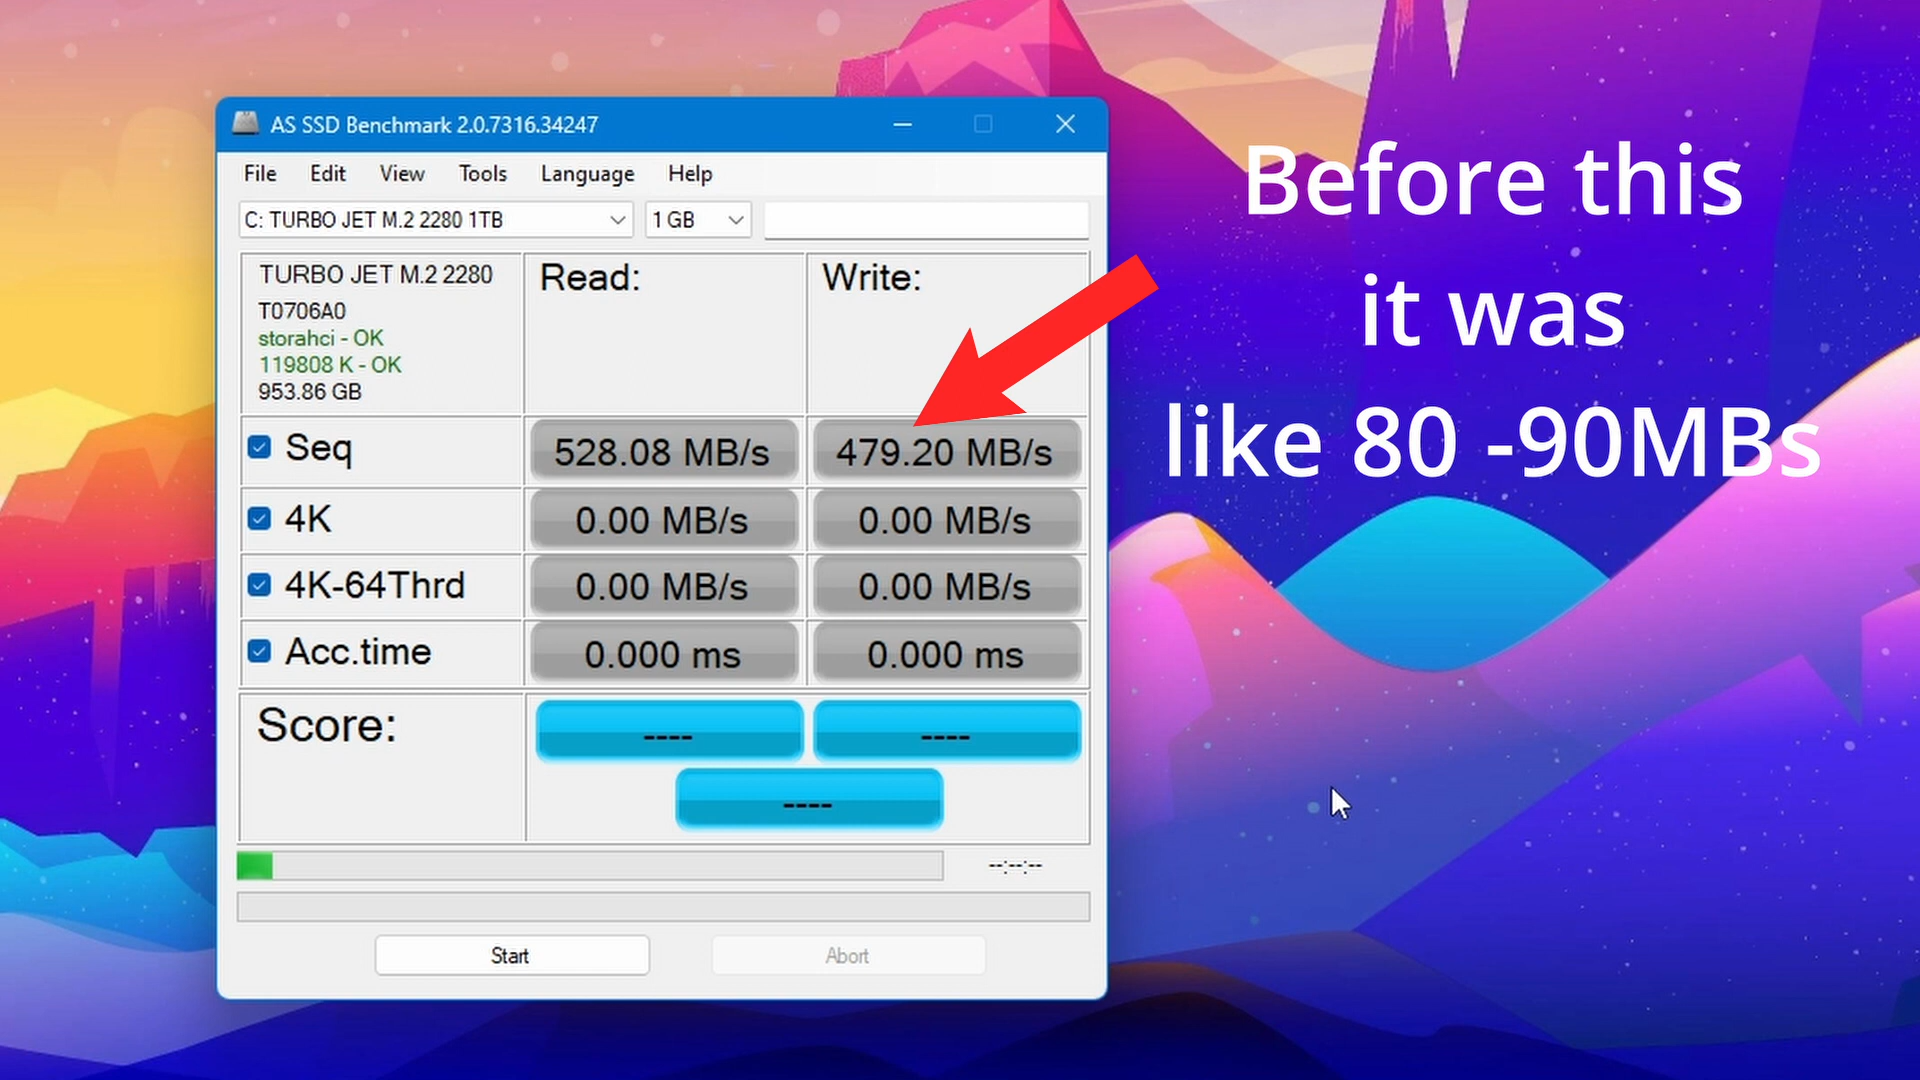 AS SSD Benchmark 2.0.7316.34247
File Edit View Tools Language Help
C: TURBO JET M.2 2280 1TB 1 GB
TURBO JET M.2 2280
T0706A0
storahci - OK
119808 K - OK
953.86 GB
Read:
Write:
Seq 528.08 MB/s 479.20 MB/s
4K 0.00 MB/s 0.00 MB/s
4K-64Thrd 0.00 MB/s 0.00 MB/s
Acc.time 0.000 ms 0.000 ms
Score: ---- ----
----
--:--:--
Start Abort
Before this
it was
like 80 -90MBs